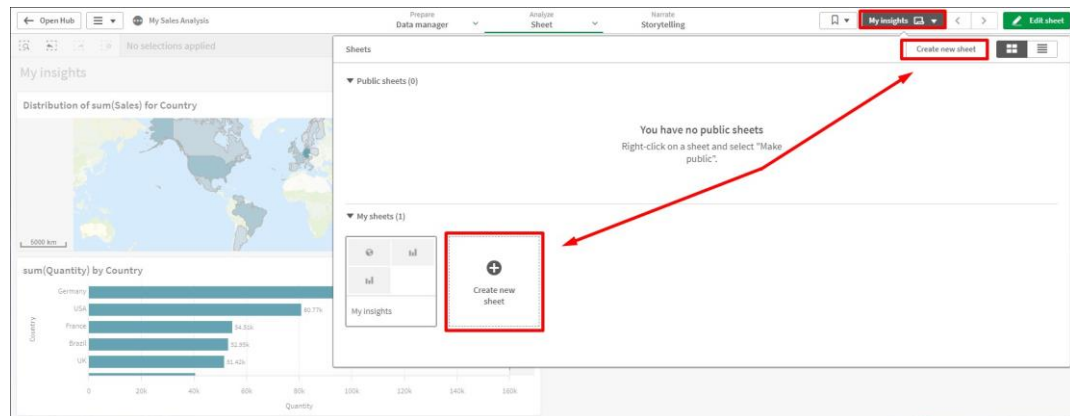 Open Hub
My Sales Analysis
Prepare
Data manager
Analyze
Sheet
Narrate
Storytelling
My insights
Edit sheet
No selections applied
Sheets
Create new sheet
My insights
Public sheets (0)
Distribution of sum(Sales) for Country
You have no public sheets
Right-click on a sheet and select "Make
public".
5000 km
My sheets (1)
Create new
sheet
My insights
sum(Quantity) by Country
Country
Germany
USA
France
Brazil
UK
54.51k
51.42k
0
20k
40k
60k
80k
100k
120k
140k
160k
Quantity